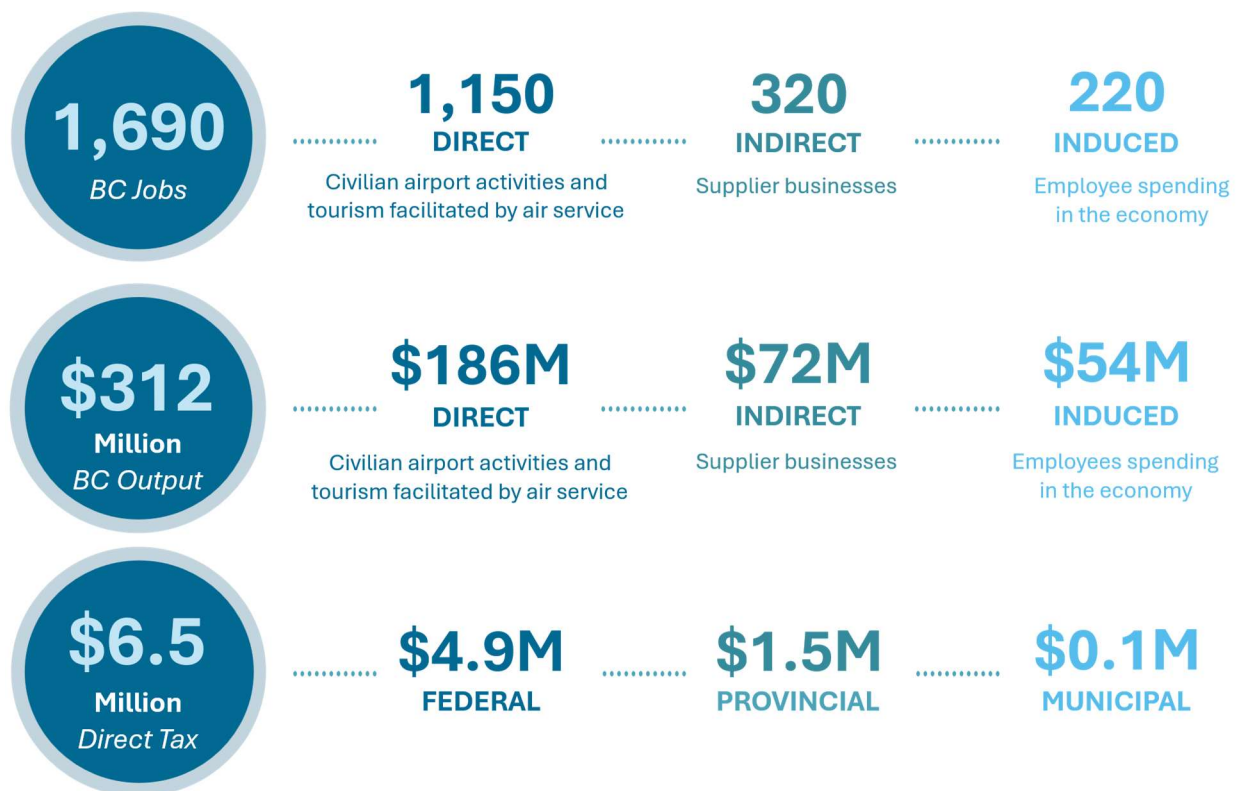 1,690
BC Jobs
1,150
DIRECT
Civilian airport activities and
tourism facilitated by air service
320
INDIRECT
Supplier businesses
220
INDUCED
Employee spending
in the economy
$312
Million
BC Output
$186M
DIRECT
Civilian airport activities and
tourism facilitated by air service
$72M
INDIRECT
Supplier businesses
$54M
INDUCED
Employees spending
in the economy
$6.5
Million
Direct Tax
$4.9M
FEDERAL
$1.5M
PROVINCIAL
$0.1M
MUNICIPAL